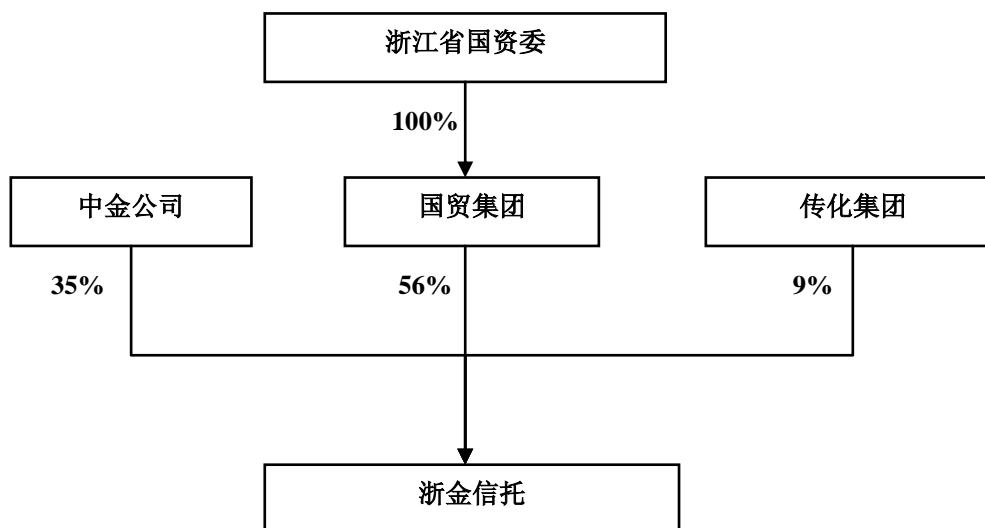 浙江省国资委
100%
中金公司
国贸集团
传化集团
35%
56%
9%
浙金信托